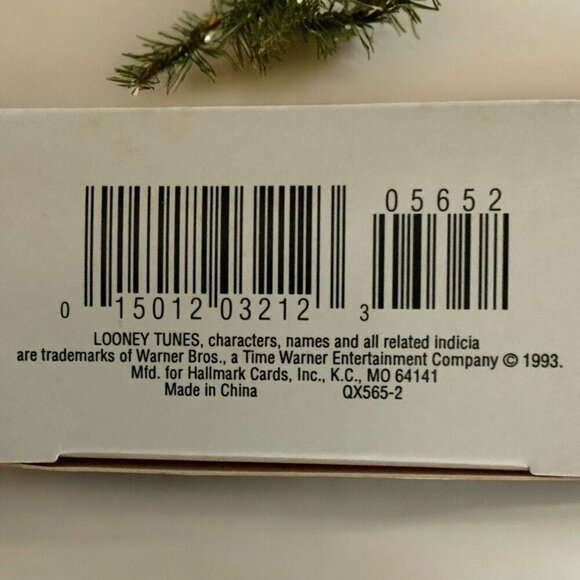 05652
0 15012 03212 3
LOONEY TUNES, characters, names and all related indicia
are trademarks of Warner Bros., a Time Warner Entertainment Company © 1993.
Mfd. for Hallmark Cards, Inc., K.C., MO 64141
Made in China QX565-2